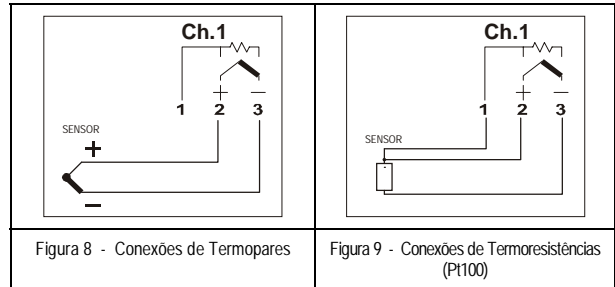 Ch.1
+ −
1 2 3
SENSOR
+
−
Figura 8 - Conexões de Termopares
Ch.1
+ −
1 2 3
SENSOR
Figura 9 - Conexões de Termoresistências
(Pt100)